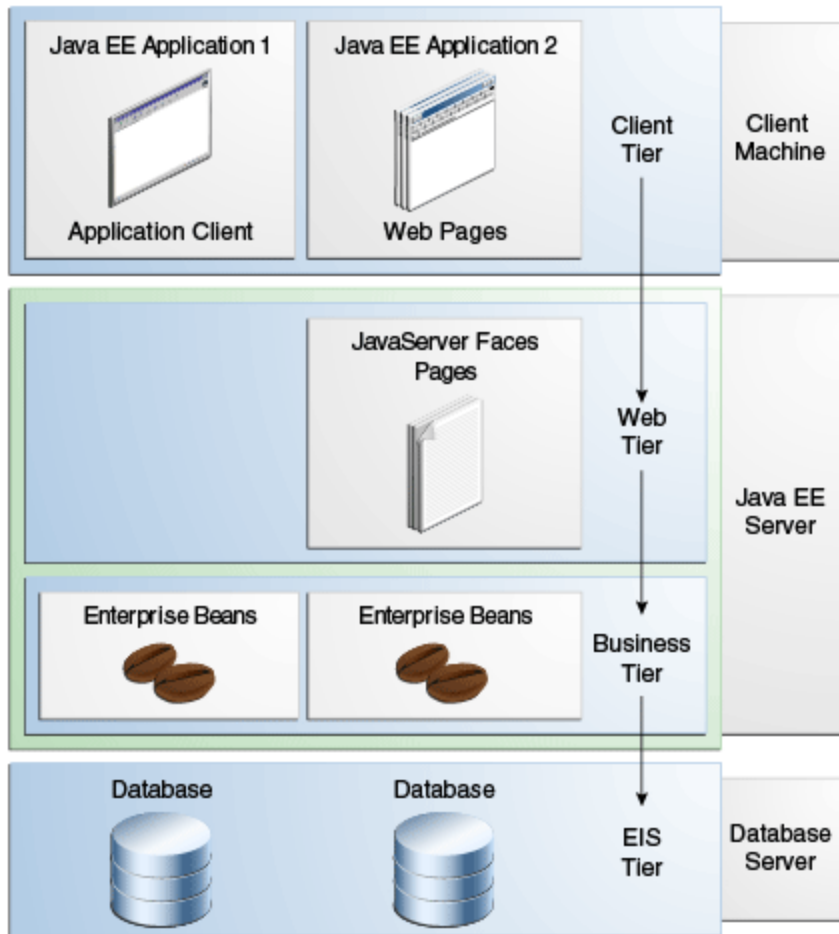 Java EE Application 1
Java EE Application 2
Application Client
Web Pages
Client
Tier
Client
Machine
JavaServer Faces
Pages
Web
Tier
Java EE
Server
Enterprise Beans
Enterprise Beans
Business
Tier
Database
Database
EIS
Tier
Database
Server